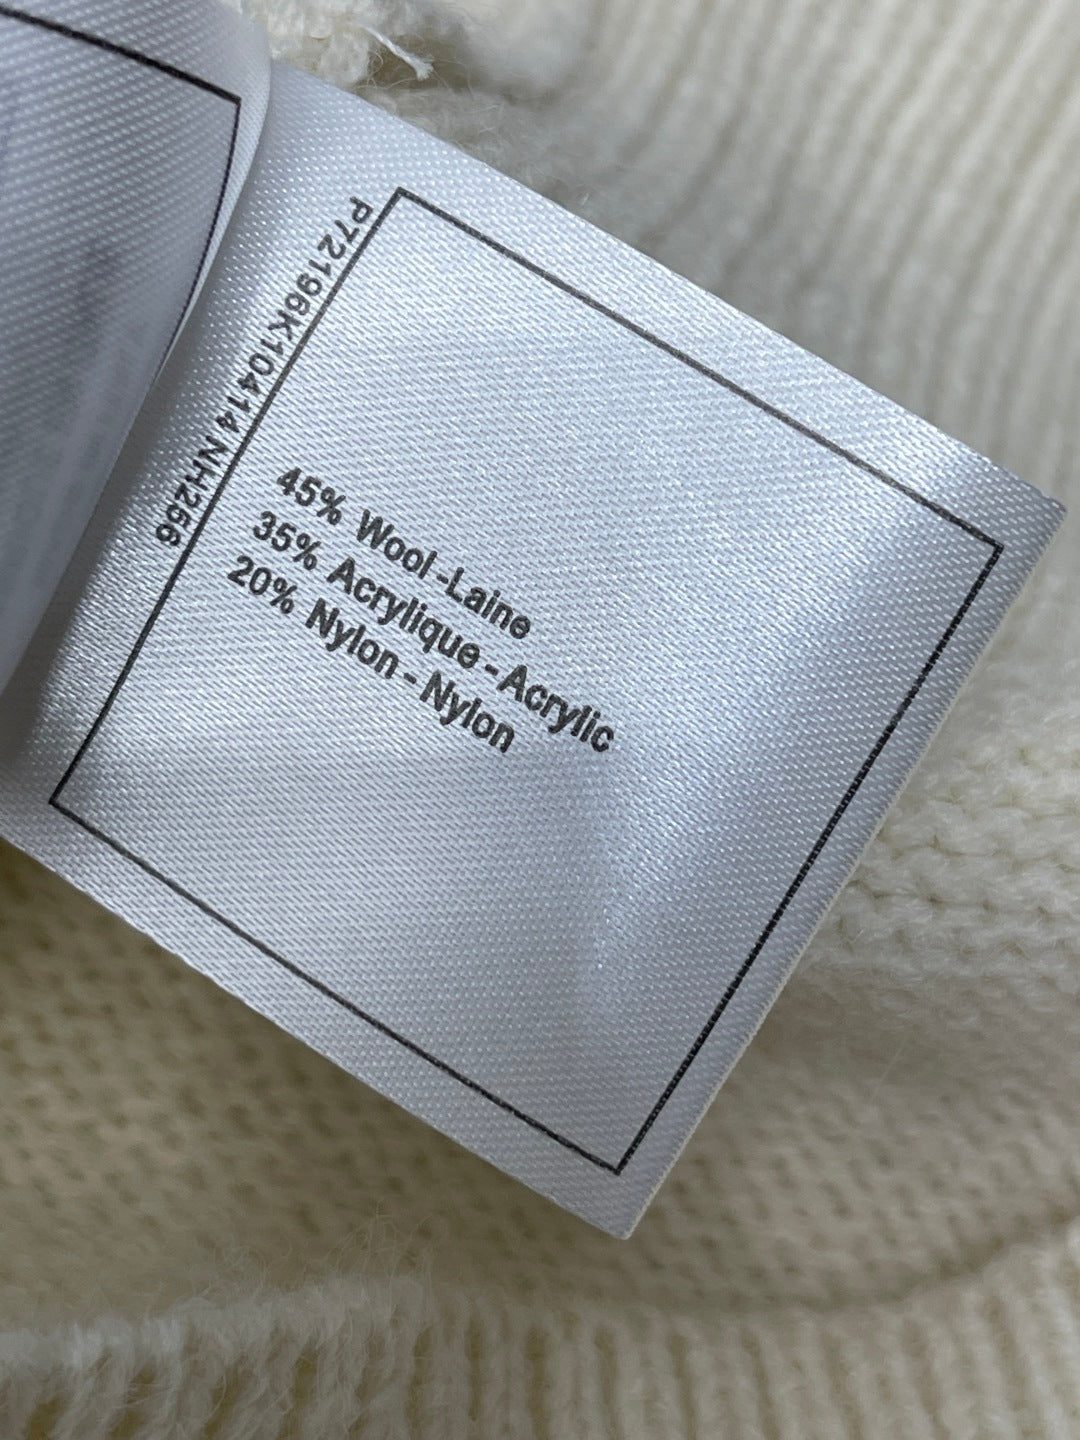 P72196K10414 NH256
45% Wool-Laine
35% Acrylique - Acrylic
20% Nylon - Nylon